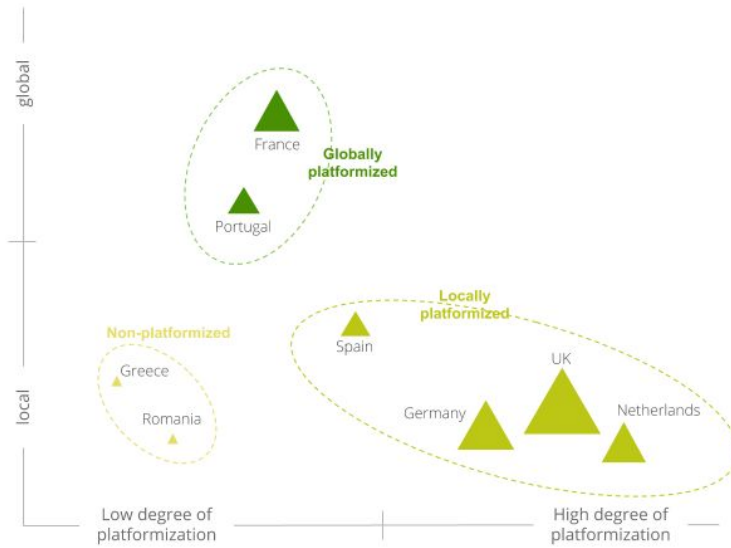 global
France
Globally
platformized
Portugal
Locally
platformized
Non-platformized
Spain
Greece
UK
local
Romania
Germany
Netherlands
Low degree of
platformization
High degree of
platformization